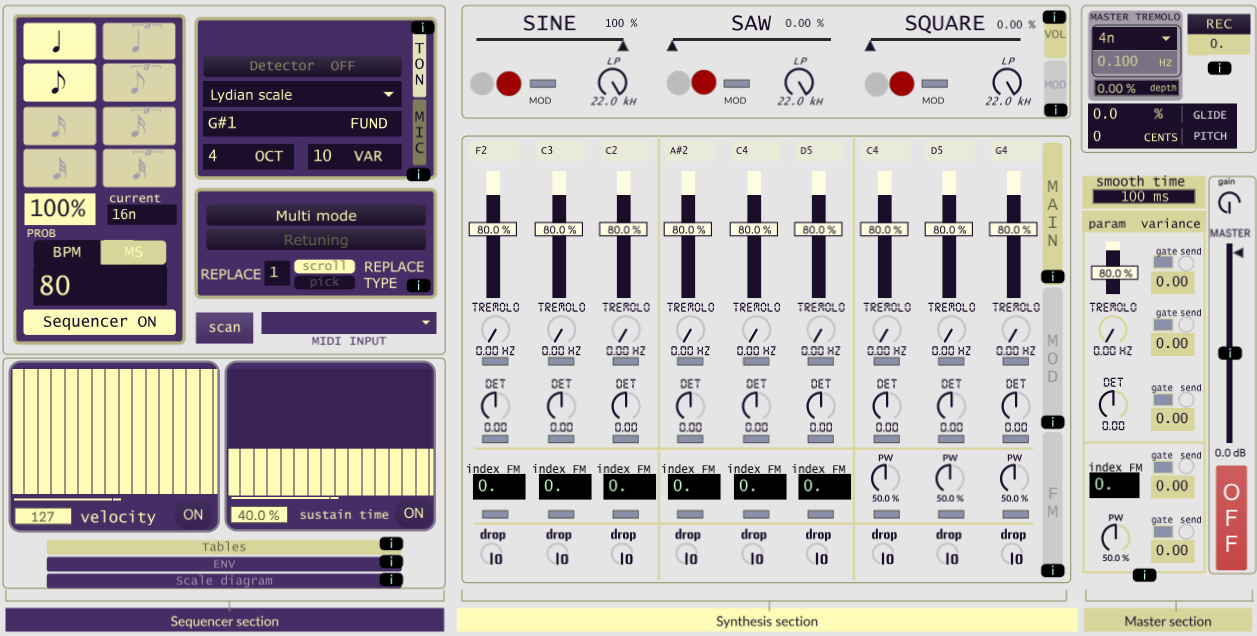 100%
current
16n
PROB
BPM MS
80
Sequencer ON
i
Detector OFF
Lydian scale
G#1 FUND
4 OCT 10 VAR
TON
MIC
i
Multi mode
Retuning
REPLACE 1 scroll pick REPLACE TYPE
i
scan
MIDI INPUT
127 velocity ON
40.0 % sustain time ON
Tables i
ENV i
Scale diagram i
Sequencer section
SINE 100 % SAW 0.00 % SQUARE 0.00 %
i
VOL
LP LP LP
MOD MOD MOD
22.0 kH 22.0 kH 22.0 kH
MOD
i
F2 C3 C2 A#2 C4 D5 C4 D5 G4
80.0 % 80.0 % 80.0 % 80.0 % 80.0 % 80.0 % 80.0 % 80.0 % 80.0 %
TREMOLO TREMOLO TREMOLO TREMOLO TREMOLO TREMOLO TREMOLO TREMOLO TREMOLO
0.00 HZ 0.00 HZ 0.00 HZ 0.00 HZ 0.00 HZ 0.00 HZ 0.00 HZ 0.00 HZ 0.00 HZ
DET DET DET DET DET DET DET DET DET
0.00 0.00 0.00 0.00 0.00 0.00 0.00 0.00 0.00
index FM index FM index FM index FM index FM index FM PW PW PW
0. 0. 0. 0. 0. 0. 50.0 % 50.0 % 50.0 %
drop drop drop drop drop drop drop drop drop
10 10 10 10 10 10 10 10 10
MAIN
i
MOD
i
FM
i
Synthesis section
MASTER TREMOLO
4n
0.100 Hz
0.00 % depth
REC
0.
i
0.0 % GLIDE
0 CENTS PITCH
smooth time
100 ms
param variance
gate send
80.0 % 0.00
TREMOLO gate send
0.00 HZ 0.00
DET gate send
0.00 0.00
index FM gate send
0. 0.00
PW gate send
50.0 % 0.00
i
gain
MASTER
i
0.0 dB
OFF
Master section